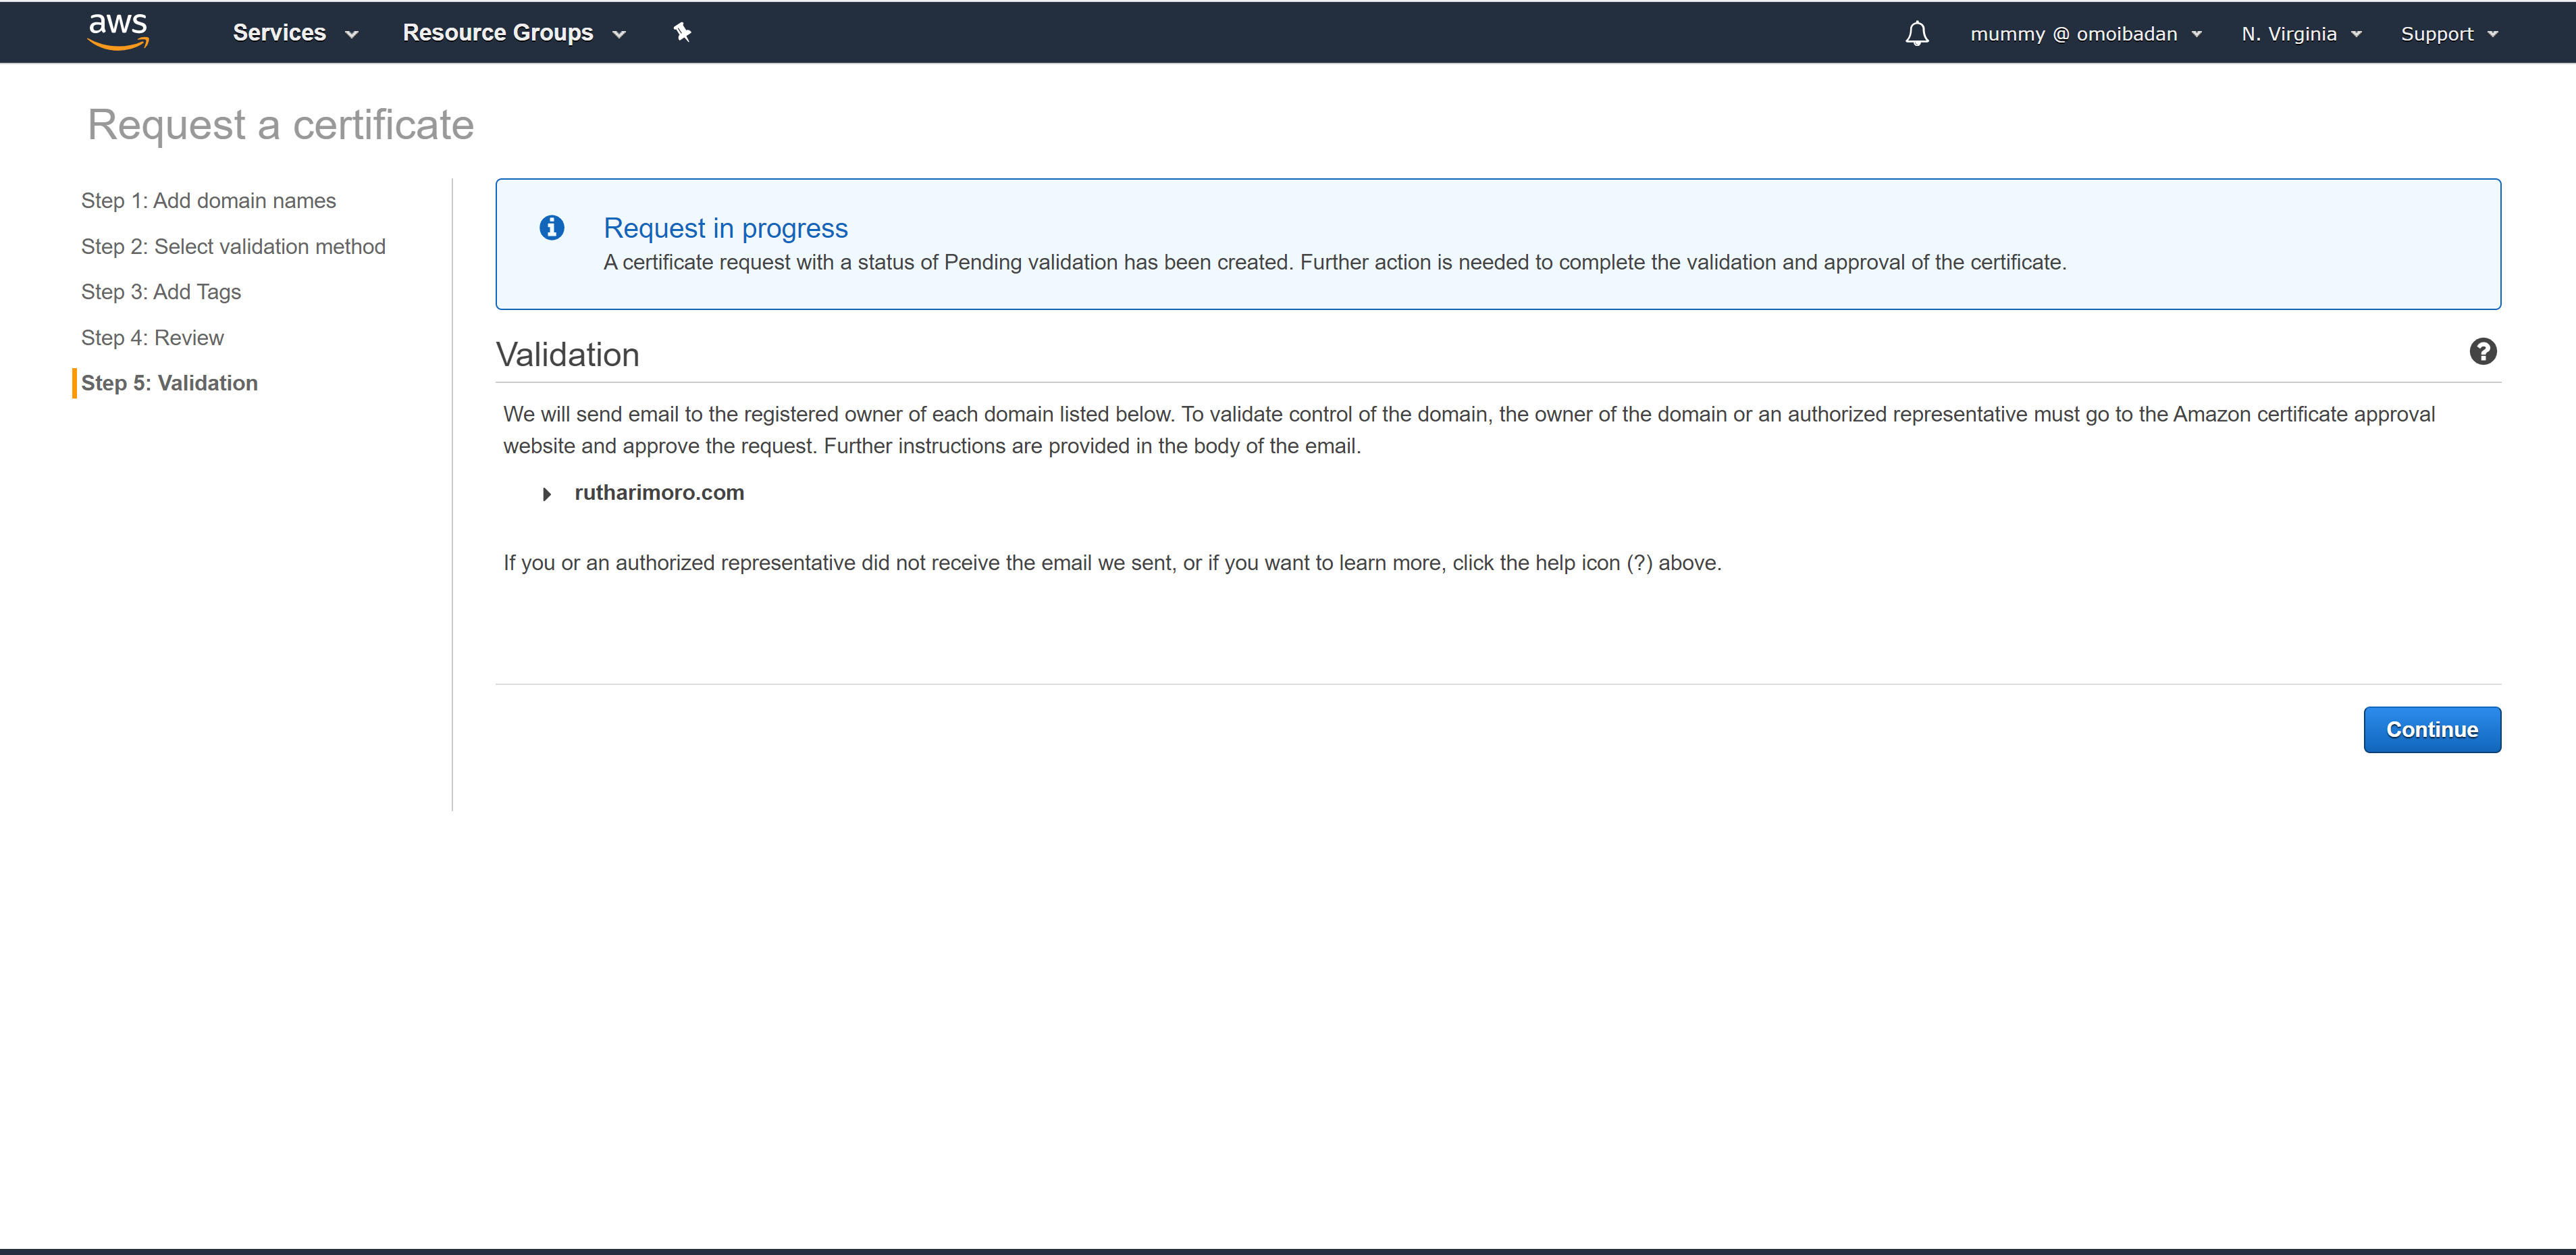 aws Services Resource Groups mummy @ omoibadan N. Virginia Support
Request a certificate
Step 1: Add domain names
Step 2: Select validation method
Step 3: Add Tags
Step 4: Review
Step 5: Validation
Request in progress
A certificate request with a status of Pending validation has been created. Further action is needed to complete the validation and approval of the certificate.
Validation
We will send email to the registered owner of each domain listed below. To validate control of the domain, the owner of the domain or an authorized representative must go to the Amazon certificate approval
website and approve the request. Further instructions are provided in the body of the email.
rutharimoro.com
If you or an authorized representative did not receive the email we sent, or if you want to learn more, click the help icon (?) above.
Continue